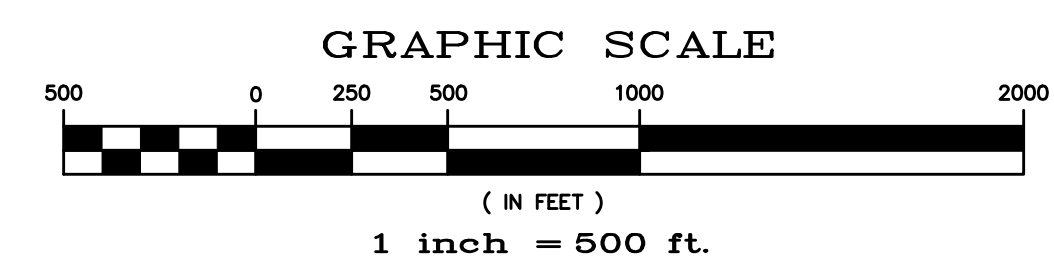 GRAPHIC SCALE
500 0 250 500 1000 2000
( IN FEET )
1 inch = 500 ft.